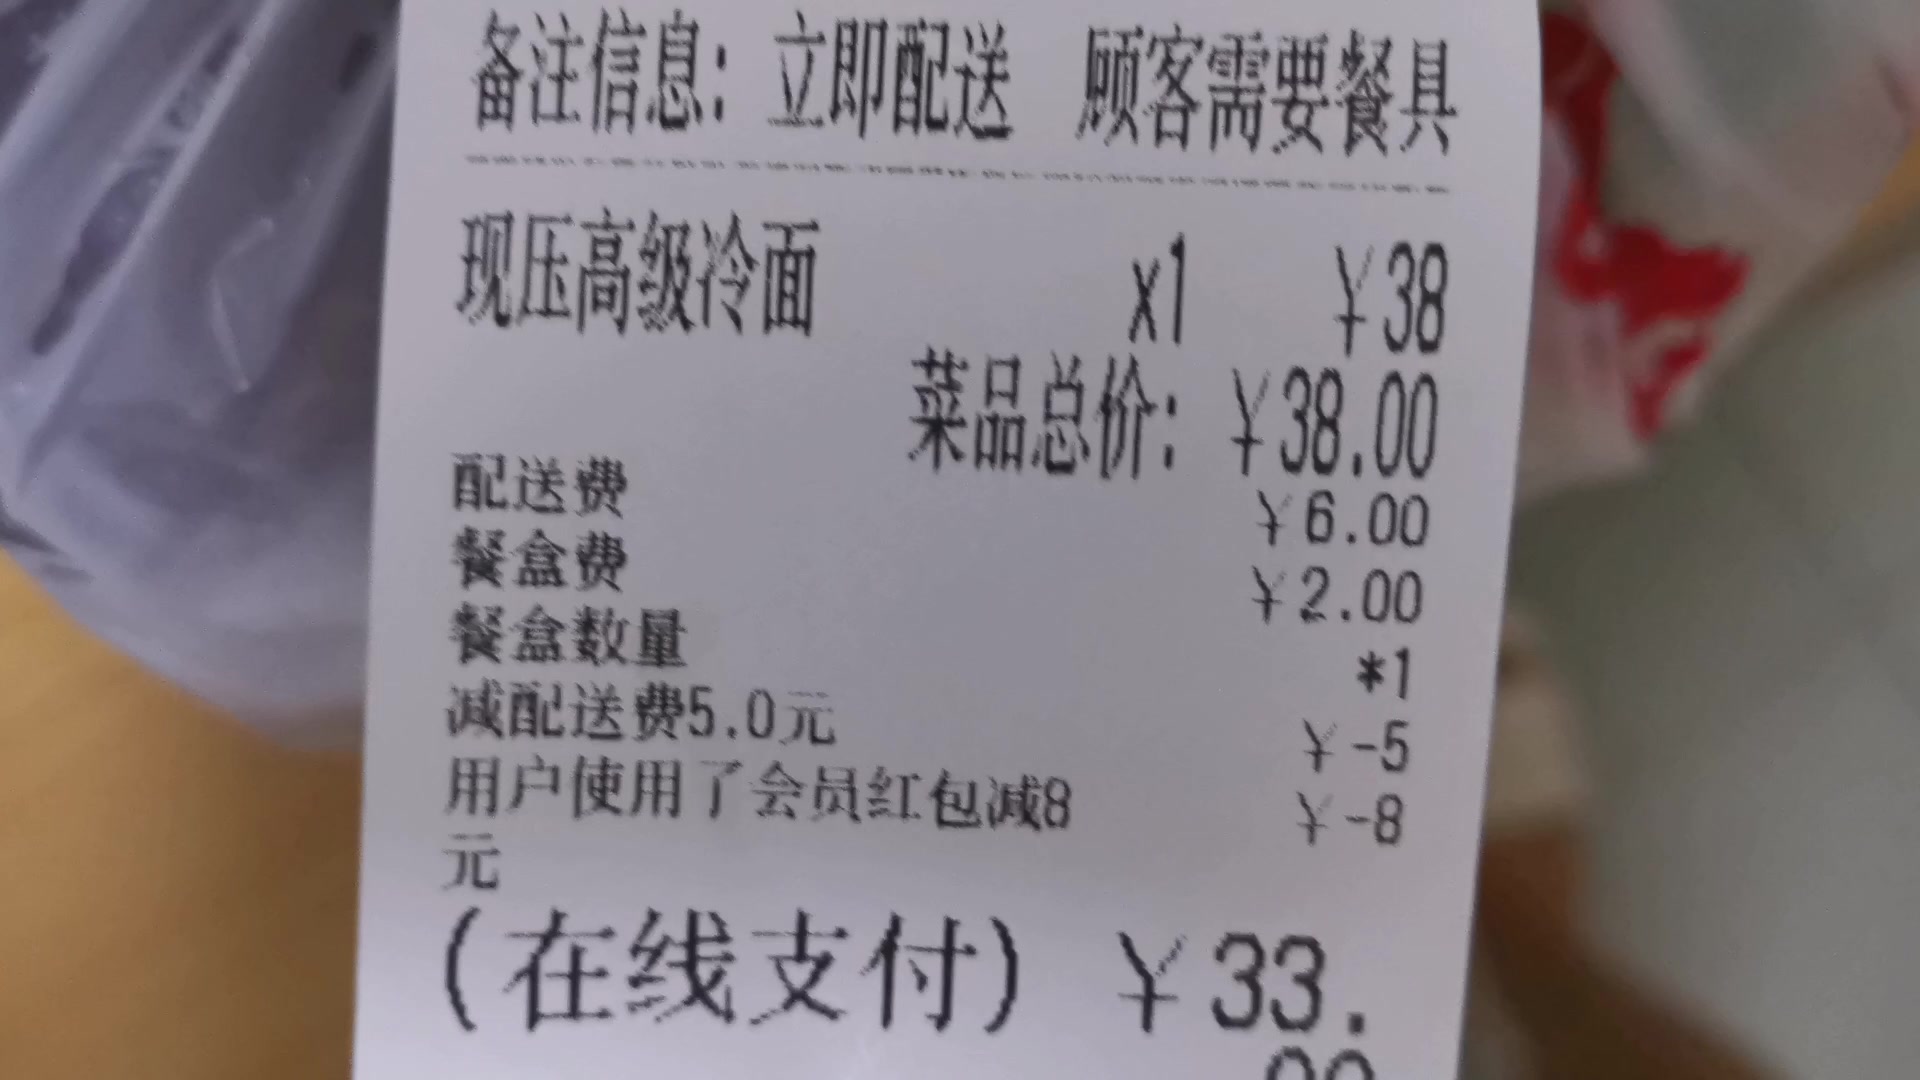 备注信息: 立即配送 顾客需要餐具
现压高级冷面 x1 ￥38
菜品总价: ￥38.00
配送费 ￥6.00
餐盒费 ￥2.00
餐盒数量 *1
减配送费5.0元 ￥-5
用户使用了会员红包减8 ￥-8
元
(在线支付) ￥33.